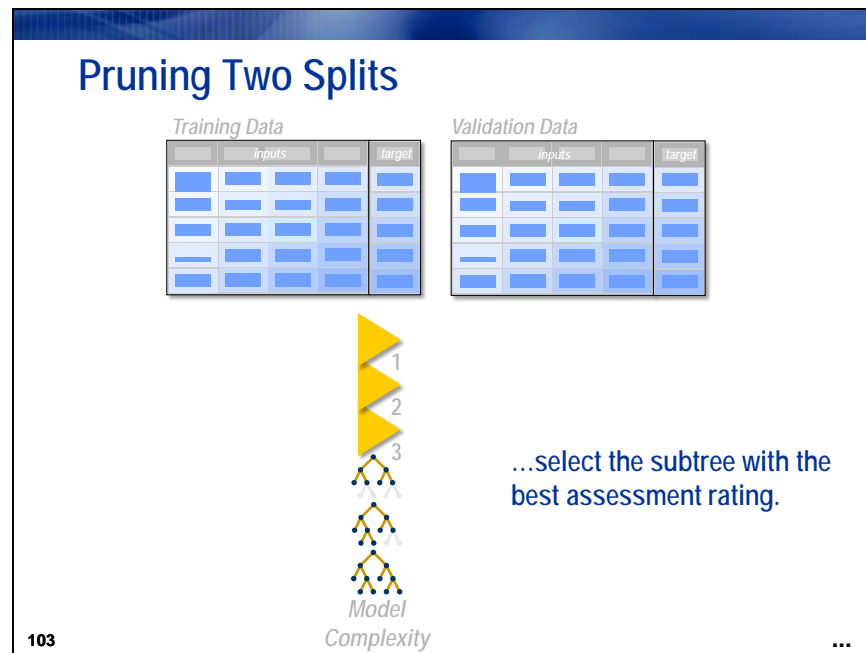 Pruning Two Splits
Training Data
Validation Data
inputs
target
inputs
target
1
2
3
…select the subtree with the
best assessment rating.
Model
Complexity
103
...